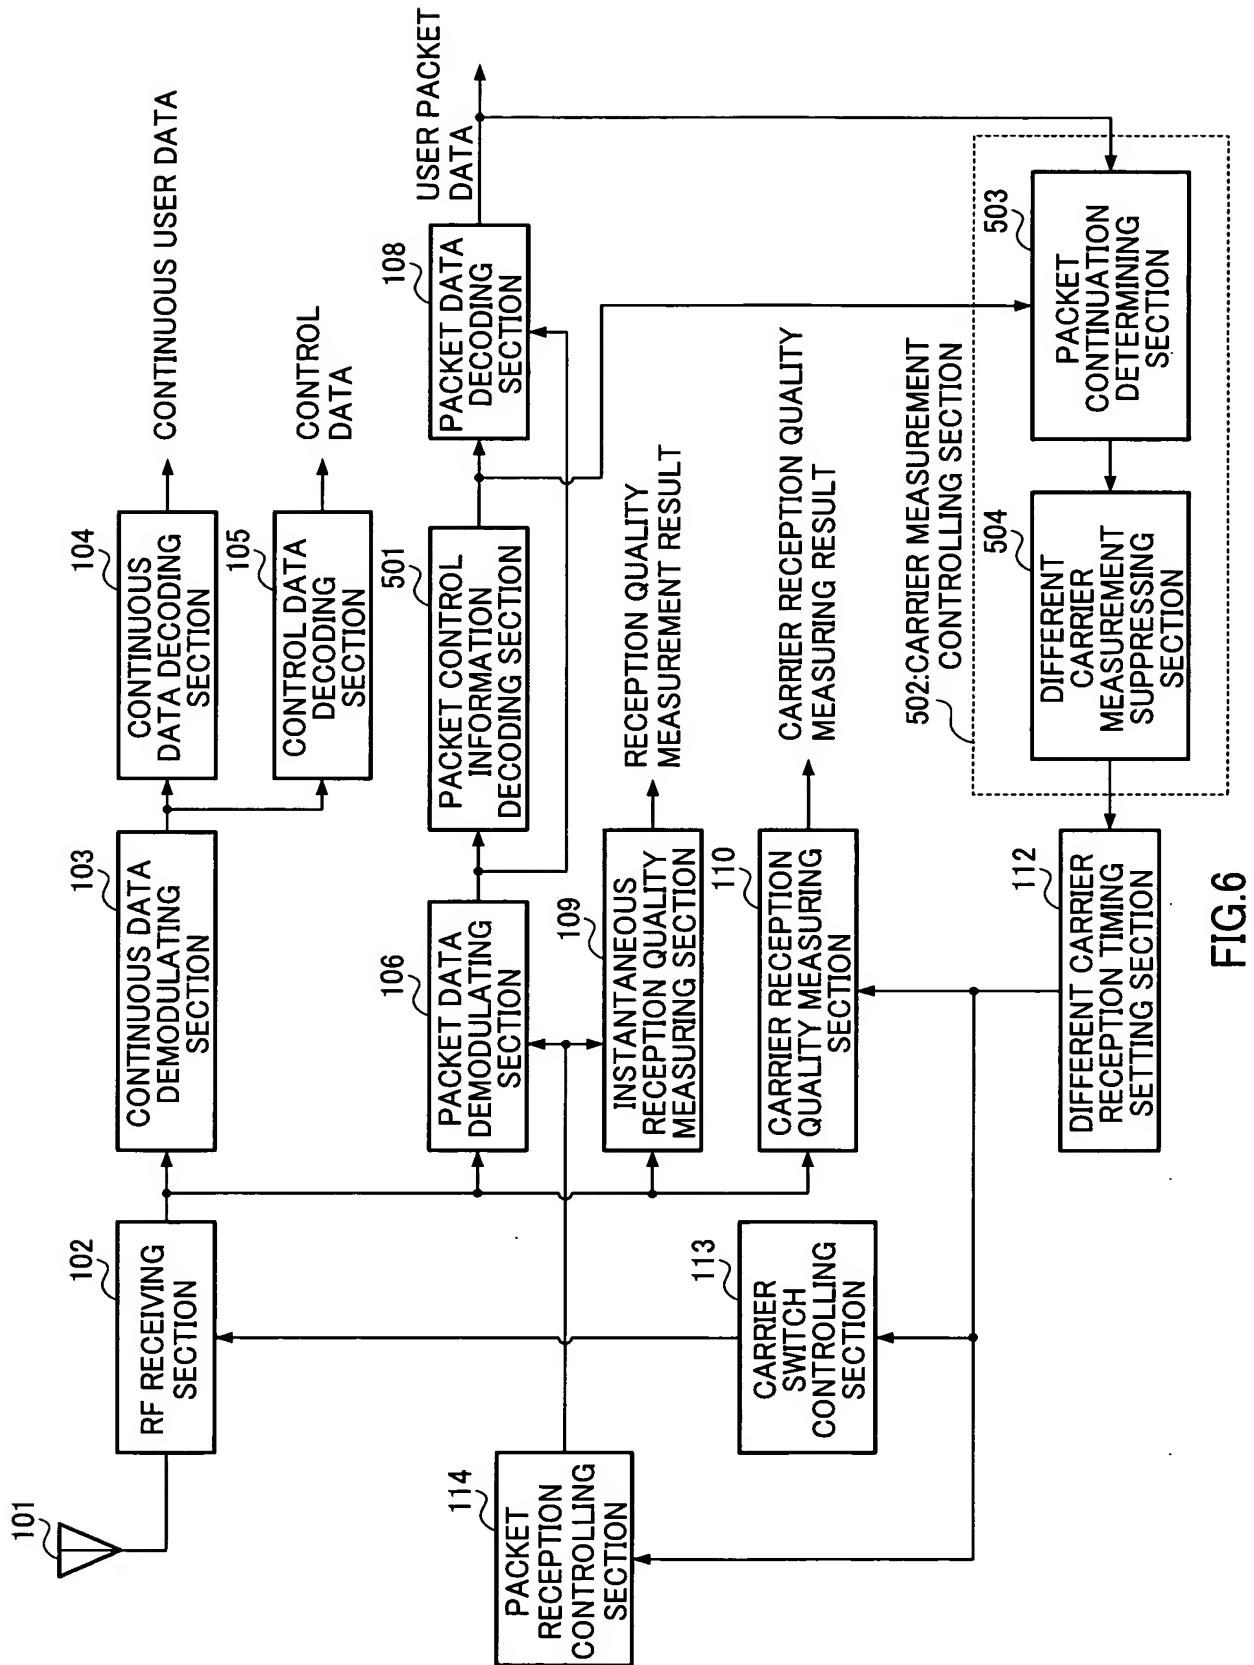 101
102
RF RECEIVING
SECTION
103
CONTINUOUS DATA
DEMODULATING
SECTION
104
CONTINUOUS
DATA DECODING
SECTION
CONTINUOUS USER DATA
105
CONTROL DATA
DECODING
SECTION
CONTROL
DATA
106
PACKET DATA
DEMODULATING
SECTION
501
PACKET CONTROL
INFORMATION
DECODING SECTION
108
PACKET DATA
DECODING
SECTION
USER PACKET
DATA
109
INSTANTANEOUS
RECEPTION QUALITY
MEASURING SECTION
RECEPTION QUALITY
MEASUREMENT RESULT
110
CARRIER RECEPTION
QUALITY MEASURING
SECTION
CARRIER RECEPTION QUALITY
MEASURING RESULT
114
PACKET
RECEPTION
CONTROLLING
SECTION
113
CARRIER
SWITCH
CONTROLLING
SECTION
112
DIFFERENT CARRIER
RECEPTION TIMING
SETTING SECTION
502:CARRIER MEASUREMENT
CONTROLLING SECTION
504
DIFFERENT
CARRIER
MEASUREMENT
SUPPRESSING
SECTION
503
PACKET
CONTINUATION
DETERMINING
SECTION
FIG.6